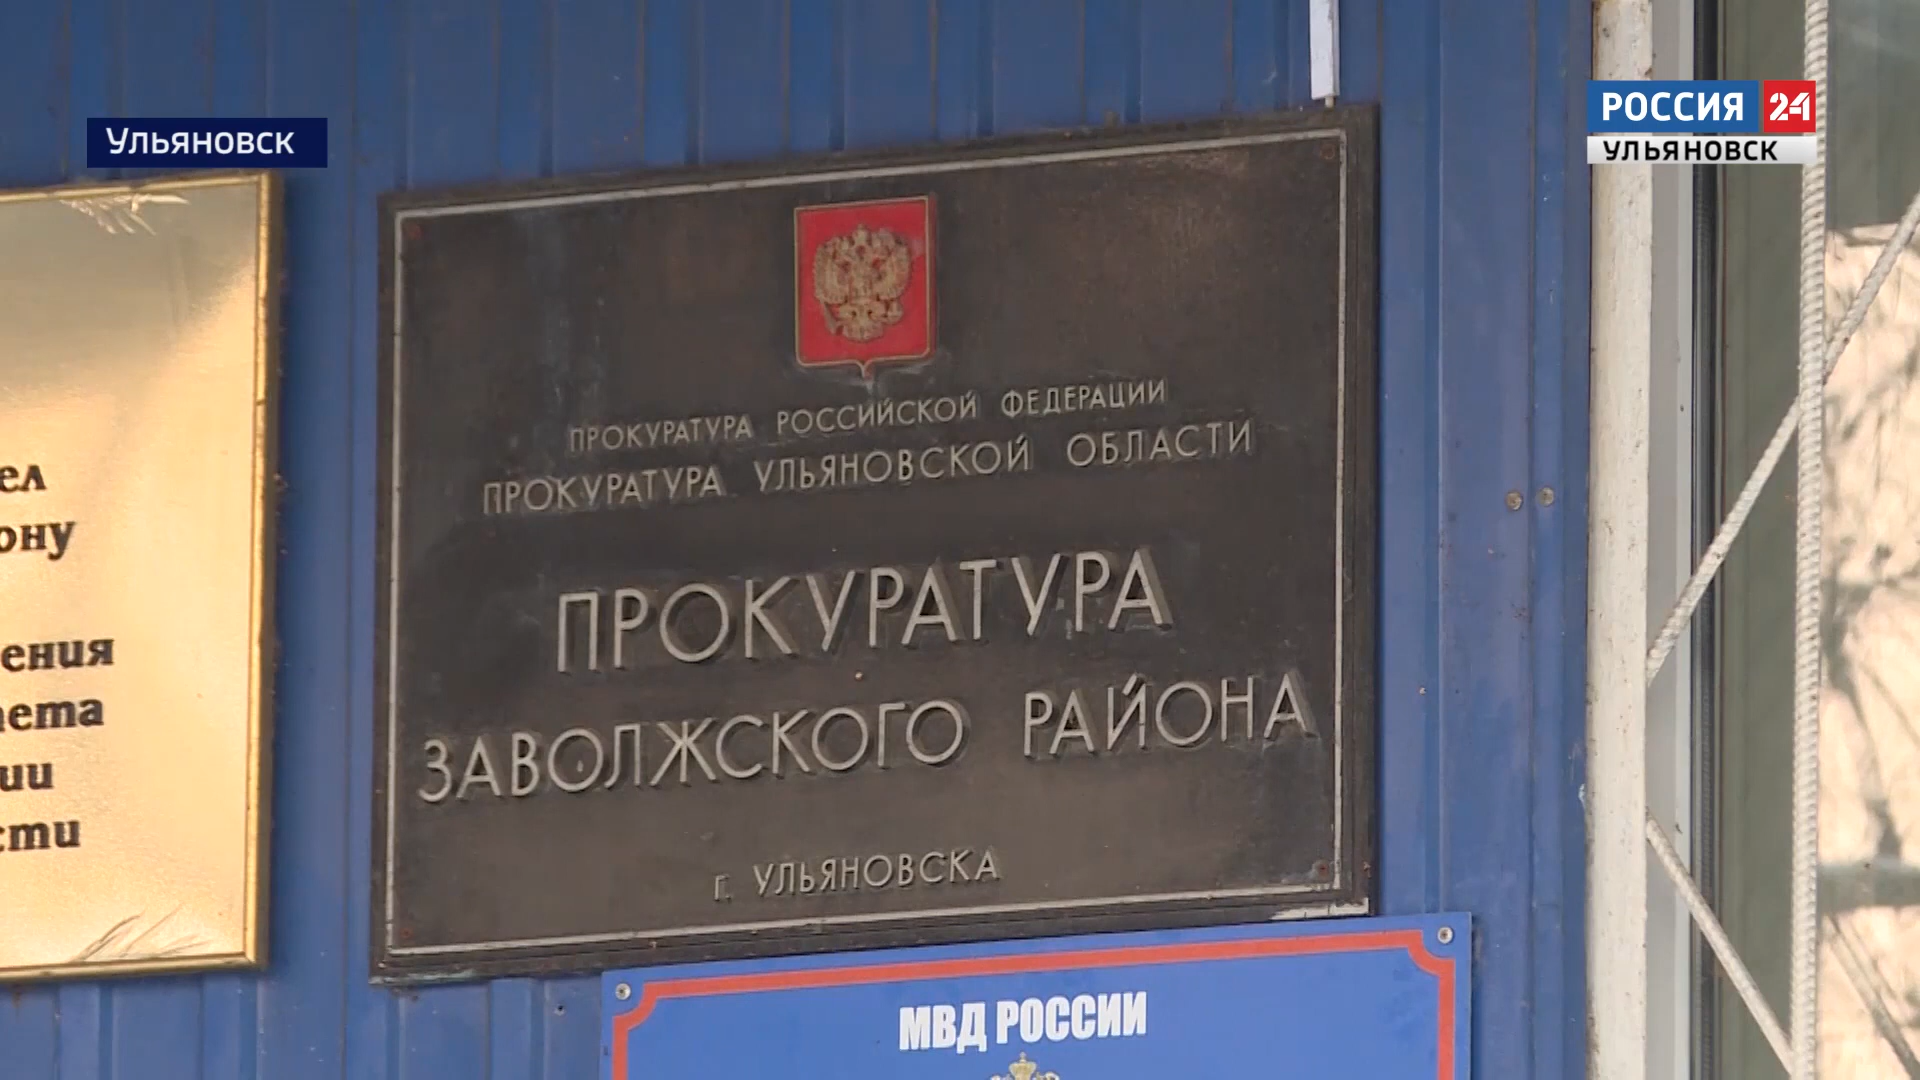 Ульяновск
РОССИЯ 24
УЛЬЯНОВСК
ПРОКУРАТУРА РОССИЙСКОЙ ФЕДЕРАЦИИ
ПРОКУРАТУРА УЛЬЯНОВСКОЙ ОБЛАСТИ
ПРОКУРАТУРА
ЗАВОЛЖСКОГО РАЙОНА
г. УЛЬЯНОВСКА
МВД РОССИИ